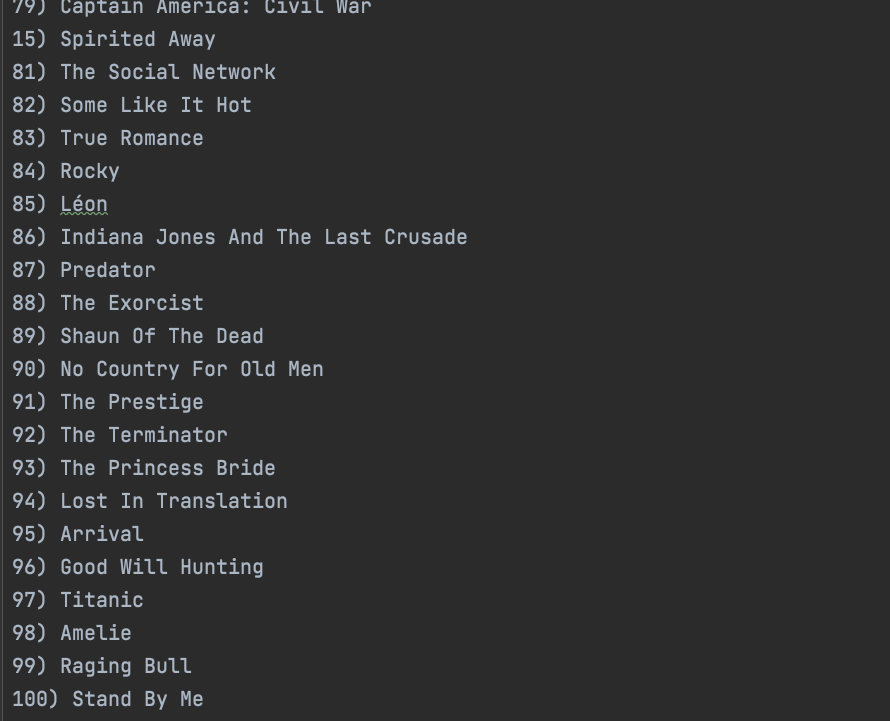 79) Captain America: Civil War
15) Spirited Away
81) The Social Network
82) Some Like It Hot
83) True Romance
84) Rocky
85) Léon
86) Indiana Jones And The Last Crusade
87) Predator
88) The Exorcist
89) Shaun Of The Dead
90) No Country For Old Men
91) The Prestige
92) The Terminator
93) The Princess Bride
94) Lost In Translation
95) Arrival
96) Good Will Hunting
97) Titanic
98) Amelie
99) Raging Bull
100) Stand By Me